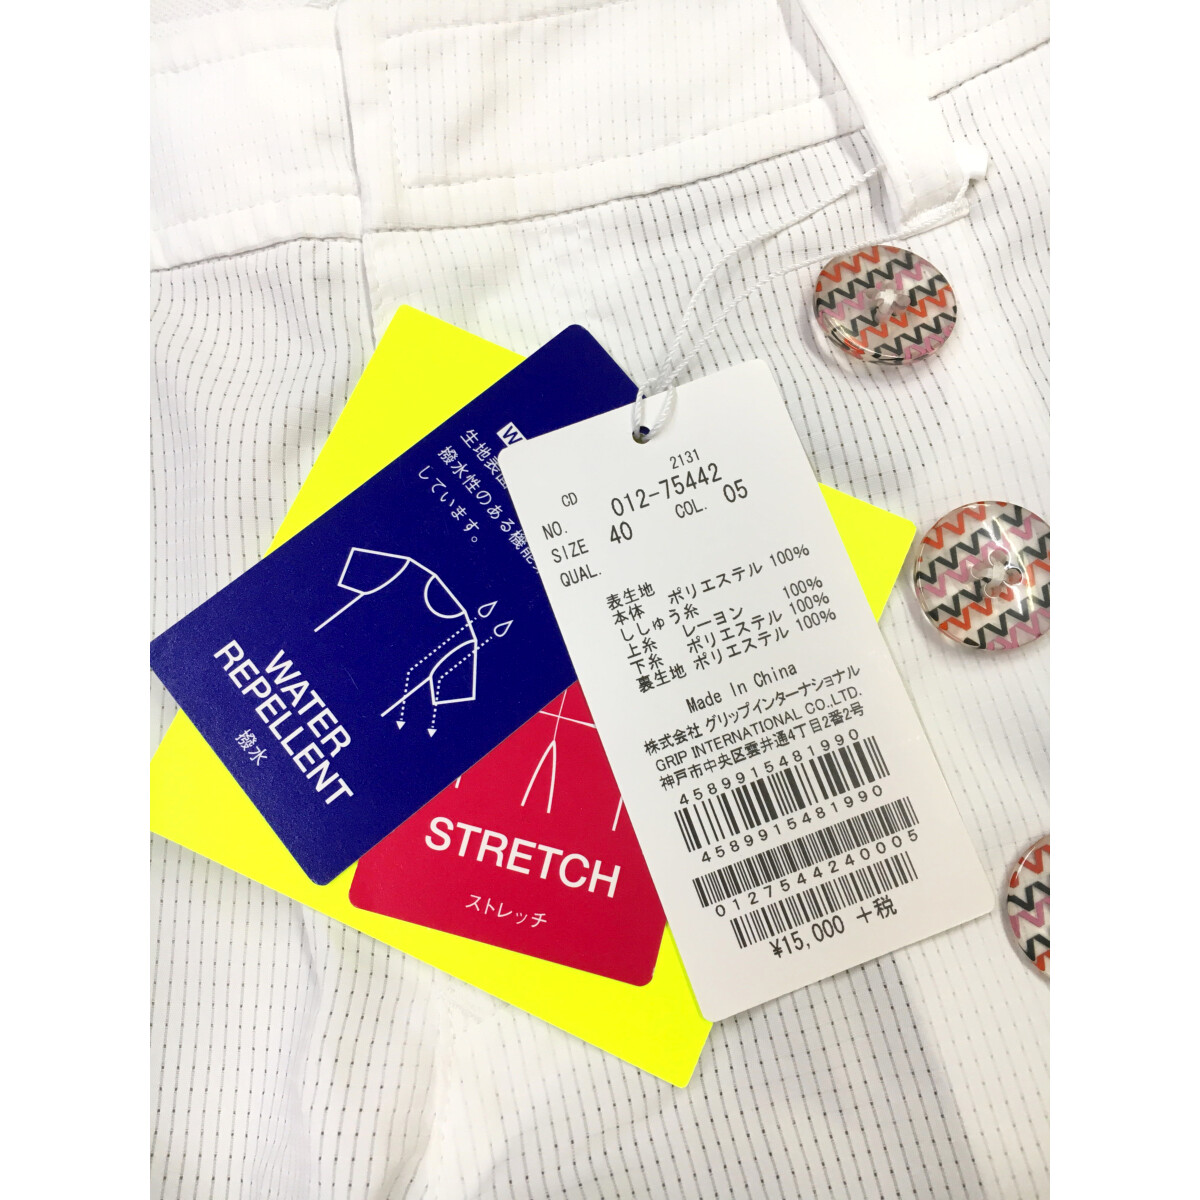 生地表面
撥水性のある機能
しています。
WATER
REPELLENT
撥水
STRETCH
ストレッチ
2131
CD
NO. 012-75442
SIZE 40 COL. 05
QUAL.
表生地
本体 ポリエステル 100%
ししゅう糸
上糸 レーヨン 100%
下糸 ポリエステル 100%
裏生地 ポリエステル 100%
Made In China
株式会社 グリップインターナショナル
GRIP INTERNATIONAL CO.,LTD.
神戸市中央区雲井通4丁目2番2号
4589915481990
4589915481990
0127544240005
¥15,000 +税